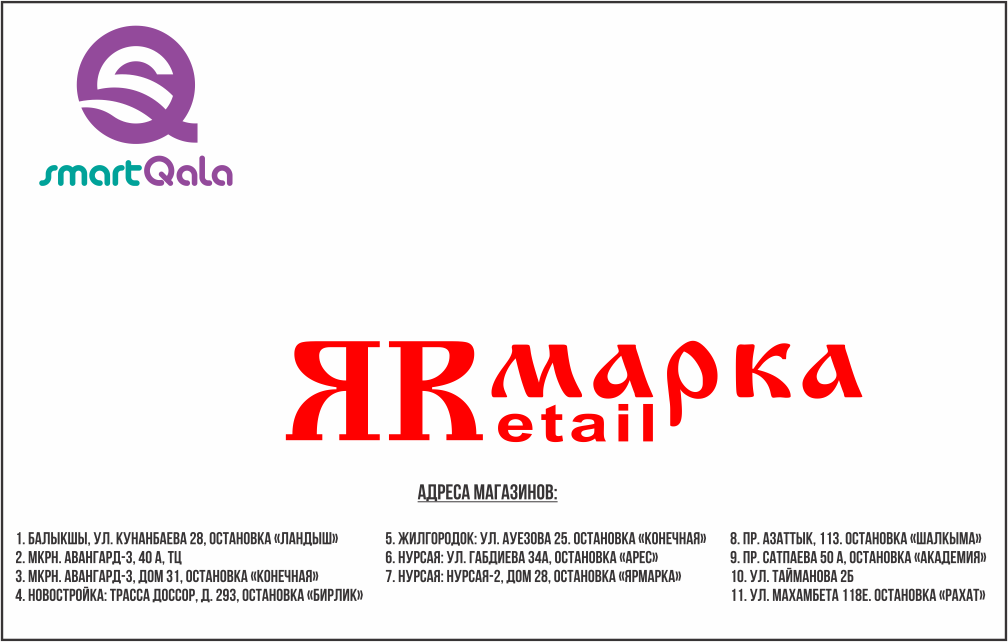 smartQala
ЯRмарка
etail
АДРЕСА МАГАЗИНОВ:
1. БАЛЫКШЫ, УЛ. КУНАНБАЕВА 28, ОСТАНОВКА «ЛАНДЫШ»
2. МКРН. АВАНГАРД-3, 40 А, ТЦ
3. МКРН. АВАНГАРД-3, ДОМ 31, ОСТАНОВКА «КОНЕЧНАЯ»
4. НОВОСТРОЙКА: ТРАССА ДОССОР, Д. 293, ОСТАНОВКА «БИРЛИК»
5. ЖИЛГОРОДОК: УЛ. АУЕЗОВА 25. ОСТАНОВКА «КОНЕЧНАЯ»
6. НУРСАЯ: УЛ. ГАБДИЕВА 34А, ОСТАНОВКА «АРЕС»
7. НУРСАЯ: НУРСАЯ-2, ДОМ 28, ОСТАНОВКА «ЯРМАРКА»
8. ПР. АЗАТТЫК, 113. ОСТАНОВКА «ШАЛКЫМА»
9. ПР. САТПАЕВА 50 А, ОСТАНОВКА «АКАДЕМИЯ»
10. УЛ. ТАЙМАНОВА 2Б
11. УЛ. МАХАМБЕТА 118Е. ОСТАНОВКА «РАХАТ»